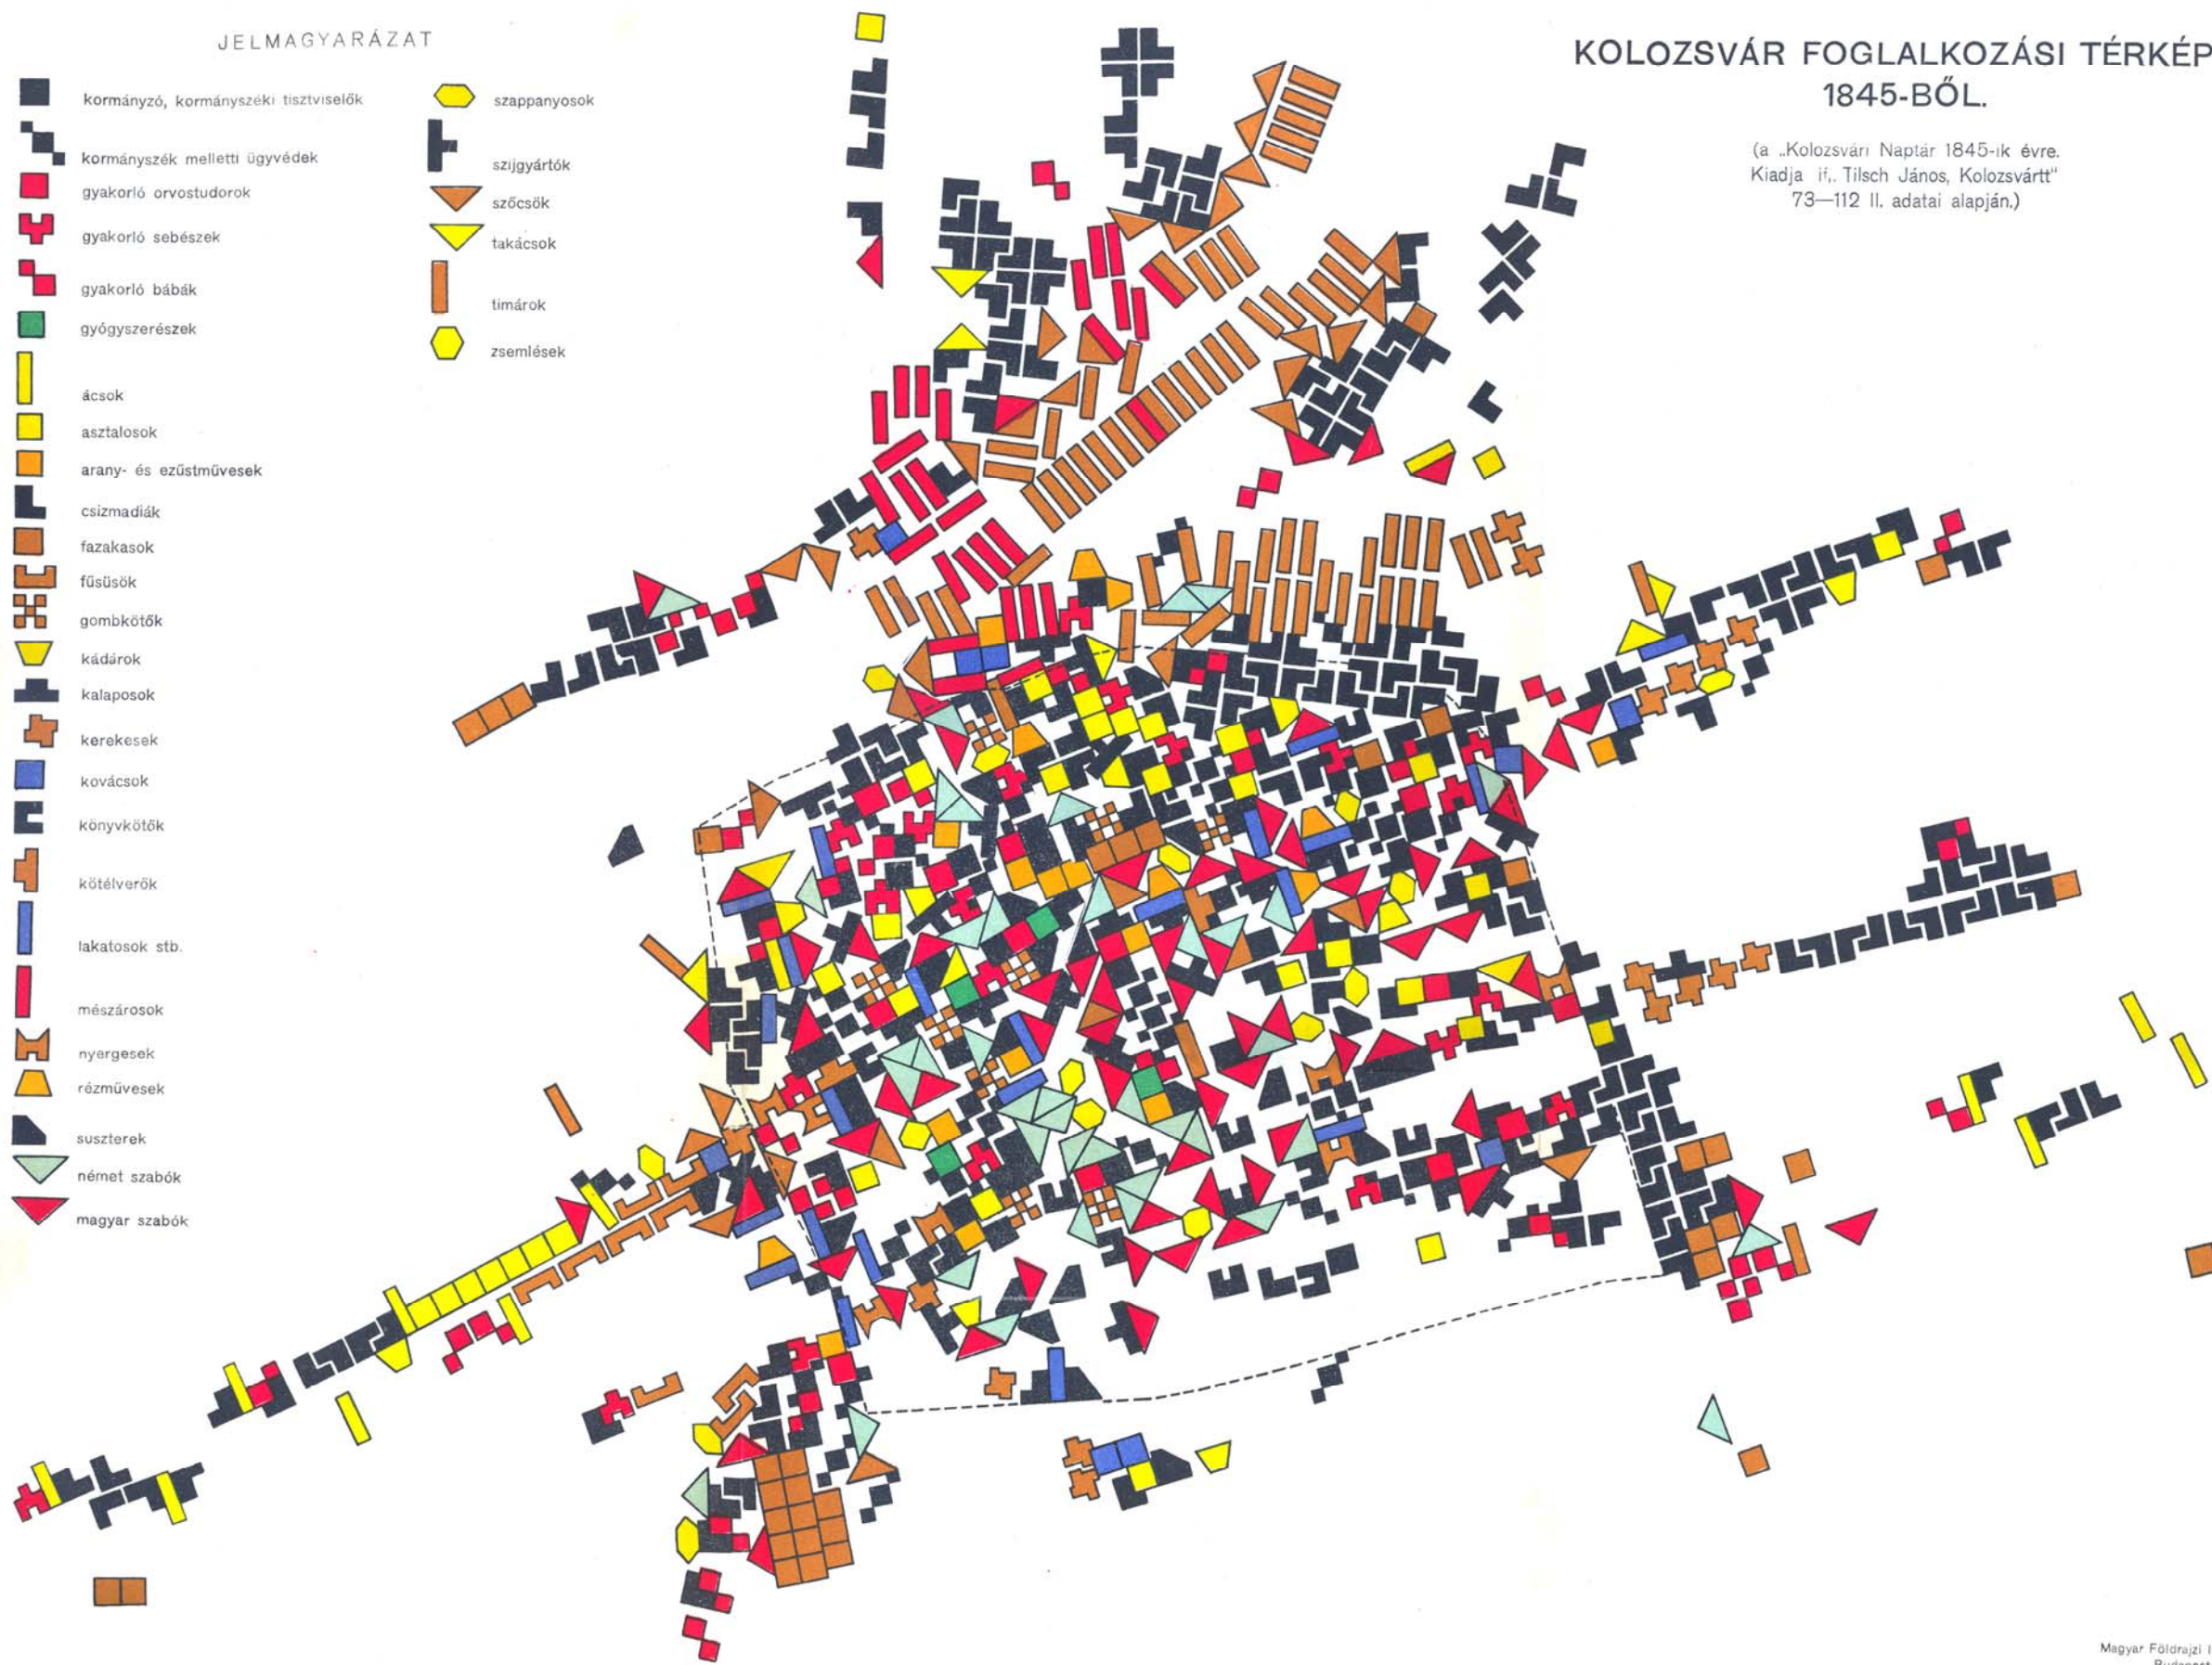 JELMAGYARÁZAT
kormányzó, kormányszéki tisztviselők
kormányszék melletti ügyvédek
gyakorló orvostudorok
gyakorló sebészek
gyakorló bábák
gyógyszerészek
ácsok
asztalosok
arany- és ezüstművesek
csizmadiák
fazakasok
fűsüsök
gombkötők
kádárok
kalaposok
kerekesek
kovácsok
könyvkötők
kötélverők
lakatosok stb.
mészárosok
nyergesek
rézművesek
suszterek
német szabók
magyar szabók
szappanyosok
szijgyártók
szőcsök
takácsok
timárok
zsemlések
KOLOZSVÁR FOGLALKOZÁSI TÉRKÉP
1845-BŐL.
(a „Kolozsvári Naptár 1845-ik évre.
Kiadja if,. Tilsch János, Kolozsvártt"
73—112 ll. adatai alapján.)
Magyar Földrajzi I
Budapest